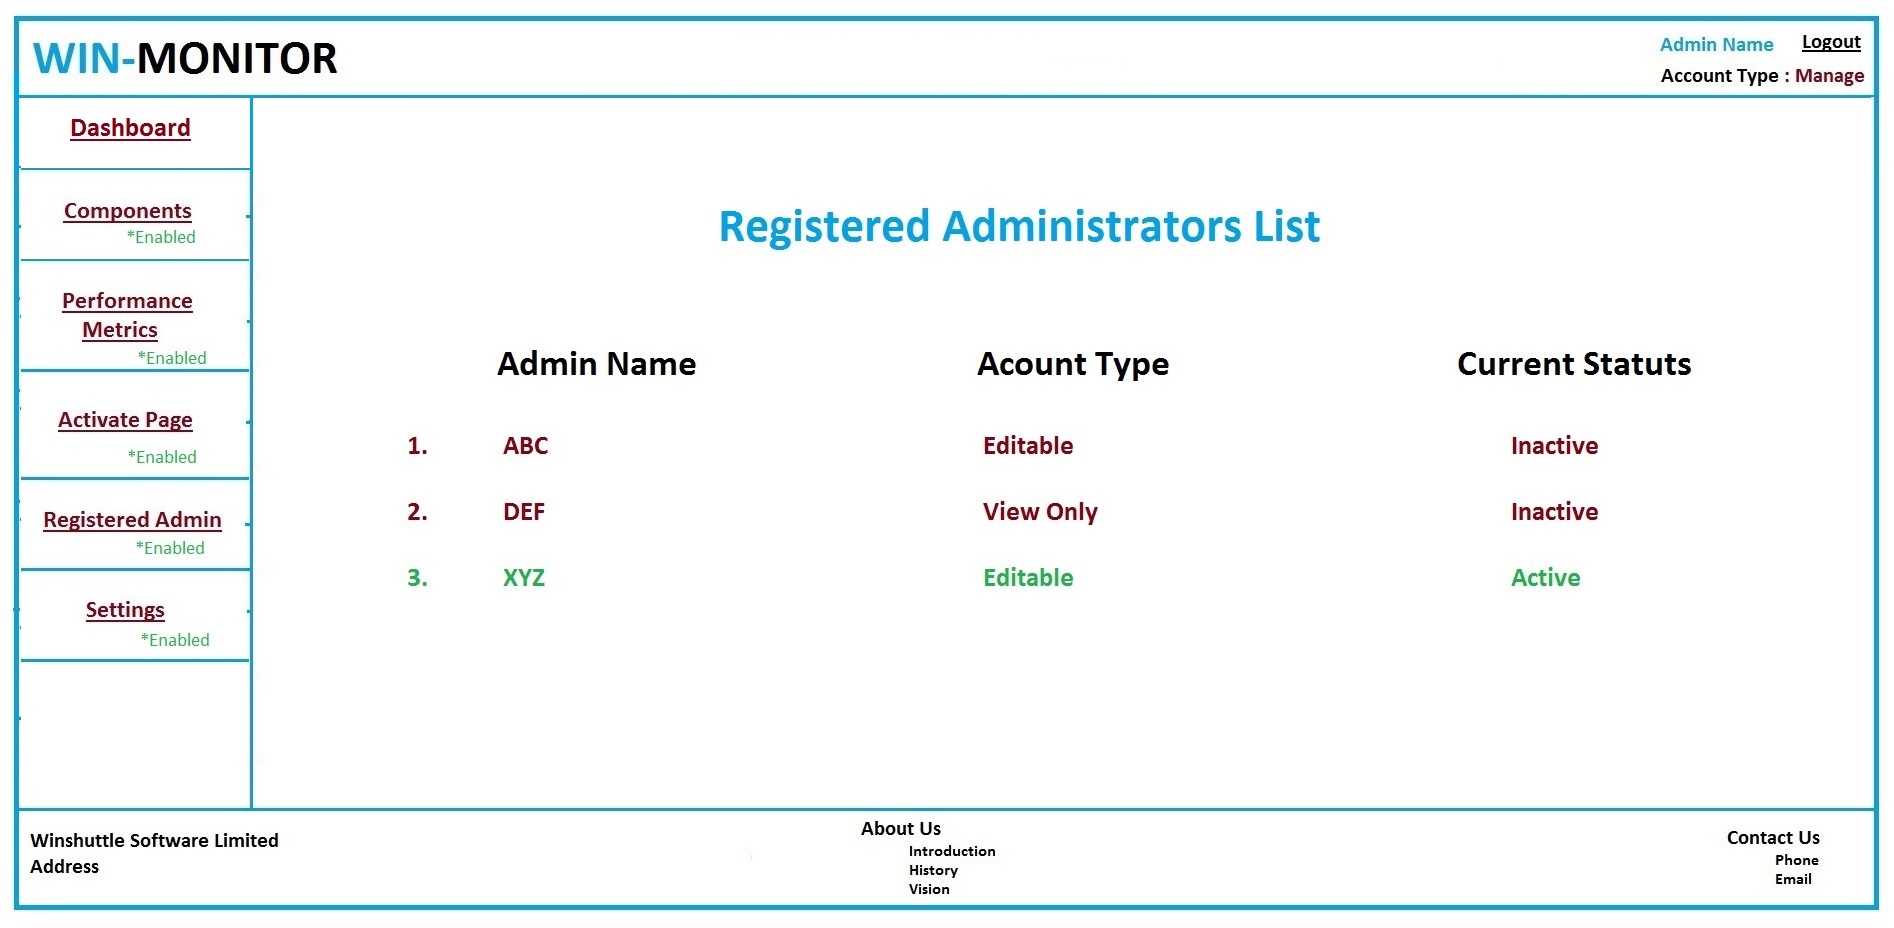 WIN-MONITOR
Admin Name Logout
Account Type : Manage
Dashboard
Components
*Enabled
Performance
Metrics
*Enabled
Activate Page
*Enabled
Registered Admin
*Enabled
Settings
*Enabled
Registered Administrators List
Admin Name Acount Type Current Statuts
1. ABC Editable Inactive
2. DEF View Only Inactive
3. XYZ Editable Active
Winshuttle Software Limited
Address
About Us
Introduction
History
Vision
Contact Us
Phone
Email